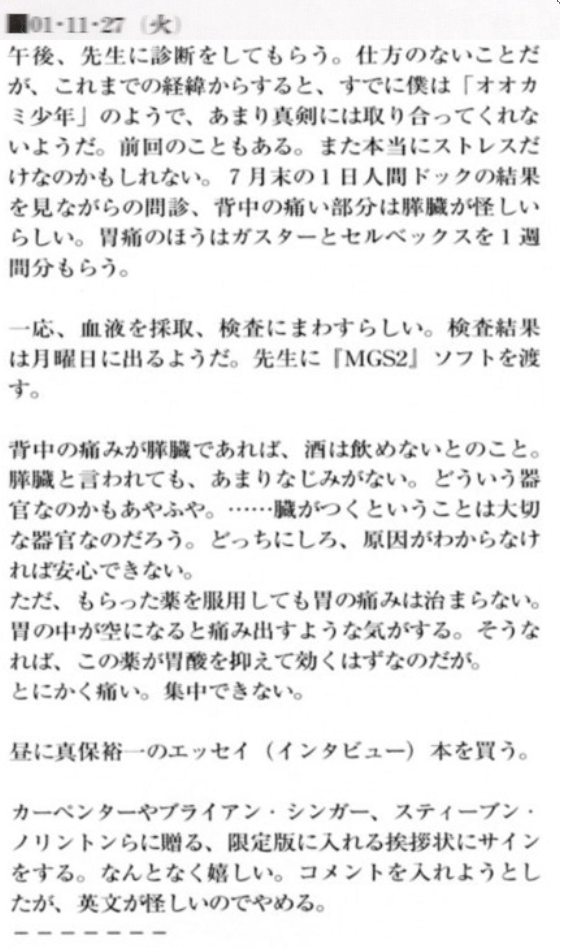 ■01·11·27（火）
午後、先生に診断をしてもらう。仕方のないことだ
が、これまでの経緯からすると、すでに僕は「オオカ
ミ少年」のようで、あまり真剣には取り合ってくれな
いようだ。前回のこともある。また本当にストレスだ
けなのかもしれない。７月末の１日人間ドックの結果
を見ながらの問診、背中の痛い部分は膵臓が怪しい
らしい。胃痛のほうはガスターとセルベックスを１週
間分もらう。
一応、血液を採取、検査にまわすらしい。検査結果
は月曜日に出るようだ。先生に『MGS2』ソフトを渡
す。
背中の痛みが膵臓であれば、酒は飲めないとのこと。
膵臓と言われても、あまりなじみがない。どういう器
官なのかもあやふや。……臓がつくということは大切
な器官なのだろう。どっちにしろ、原因がわからなけ
れば安心できない。
ただ、もらった薬を服用しても胃の痛みは治まらない。
胃の中が空になると痛み出すような気がする。そうな
れば、この薬が胃酸を抑えて効くはずなのだが。
とにかく痛い。集中できない。
昼に真保裕一のエッセイ（インタビュー）本を買う。
カーペンターやブライアン・シンガー、スティーブン・
ノリントンらに贈る、限定版に入れる挨拶状にサイン
をする。なんとなく嬉しい。コメントを入れようとし
たが、英文が怪しいのでやめる。
－－－－－－－